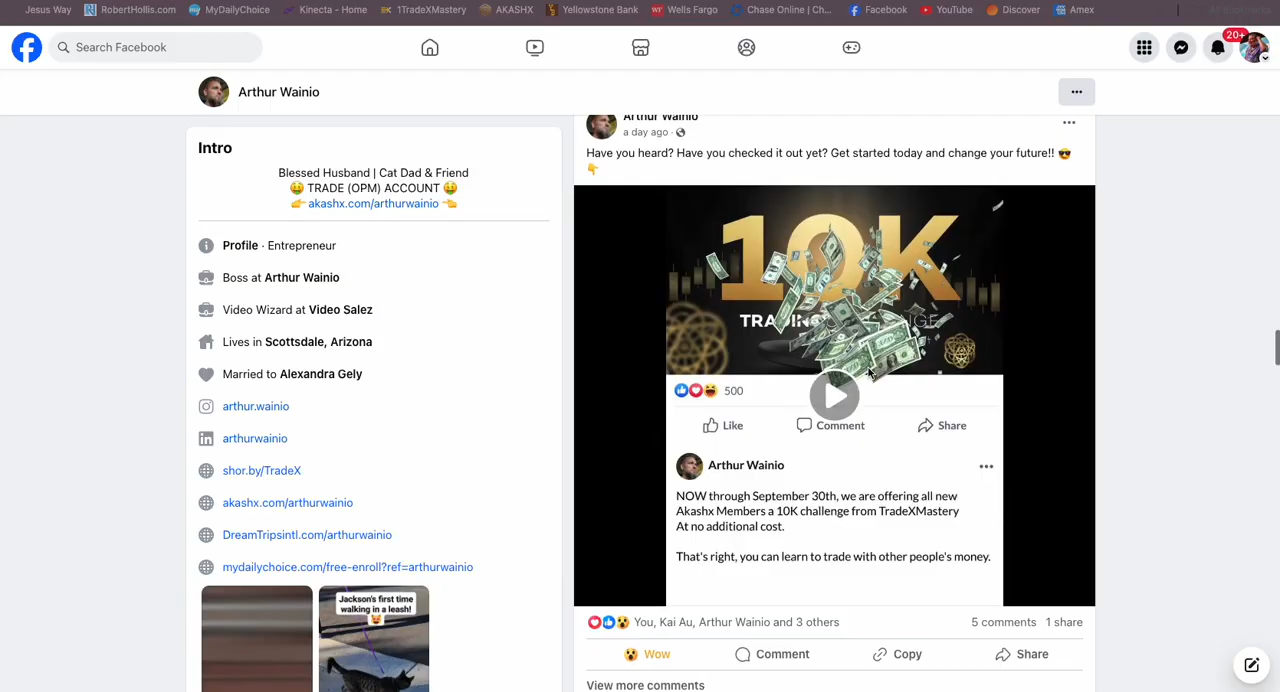 Jesus Way RobertHollis.com MyDailyChoice Kinecta - Home 1TradeXMastery AKASHX Yellowstone Bank Wells Fargo Chase Online | Ch... Facebook YouTube Discover Amex
Search Facebook
20+
Arthur Wainio
Intro
Blessed Husband | Cat Dad & Friend
🤑 TRADE (OPM) ACCOUNT 🤑
👉 akashx.com/arthurwainio 👈
Profile · Entrepreneur
Boss at Arthur Wainio
Video Wizard at Video Salez
Lives in Scottsdale, Arizona
Married to Alexandra Gely
arthur.wainio
arthurwainio
shor.by/TradeX
akashx.com/arthurwainio
DreamTripsintl.com/arthurwainio
mydailychoice.com/free-enroll?ref=arthurwainio
Jackson's first time
walking in a leash!
Arthur Wainio
a day ago ·
Have you heard? Have you checked it out yet? Get started today and change your future!! 😎
👇
10K
500
Like Comment Share
Arthur Wainio
NOW through September 30th, we are offering all new
Akashx Members a 10K challenge from TradeXMastery
At no additional cost.
That's right, you can learn to trade with other people's money.
You, Kai Au, Arthur Wainio and 3 others 5 comments 1 share
Wow Comment Copy Share
View more comments